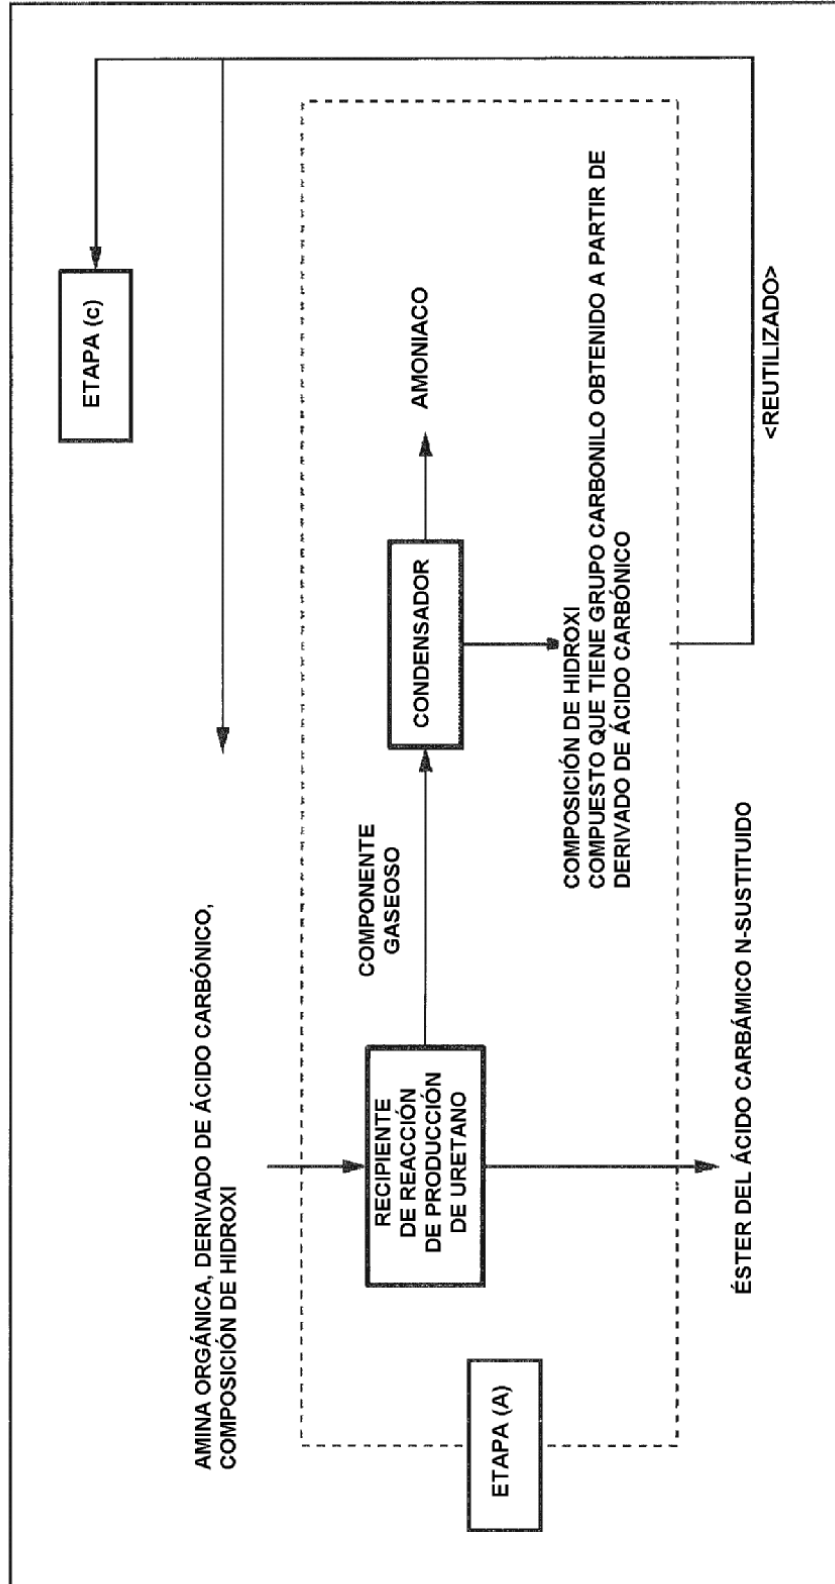 ETAPA (c)
AMINA ORGÁNICA, DERIVADO DE ÁCIDO CARBÓNICO,
COMPOSICIÓN DE HIDROXI
ETAPA (A)
RECIPIENTE
DE REACCIÓN
DE PRODUCCIÓN
DE URETANO
COMPONENTE
GASEOSO
CONDENSADOR
AMONIACO
COMPOSICIÓN DE HIDROXI
COMPUESTO QUE TIENE GRUPO CARBONILO OBTENIDO A PARTIR DE
DERIVADO DE ÁCIDO CARBÓNICO
ÉSTER DEL ÁCIDO CARBÁMICO N-SUSTITUIDO
<REUTILIZADO>